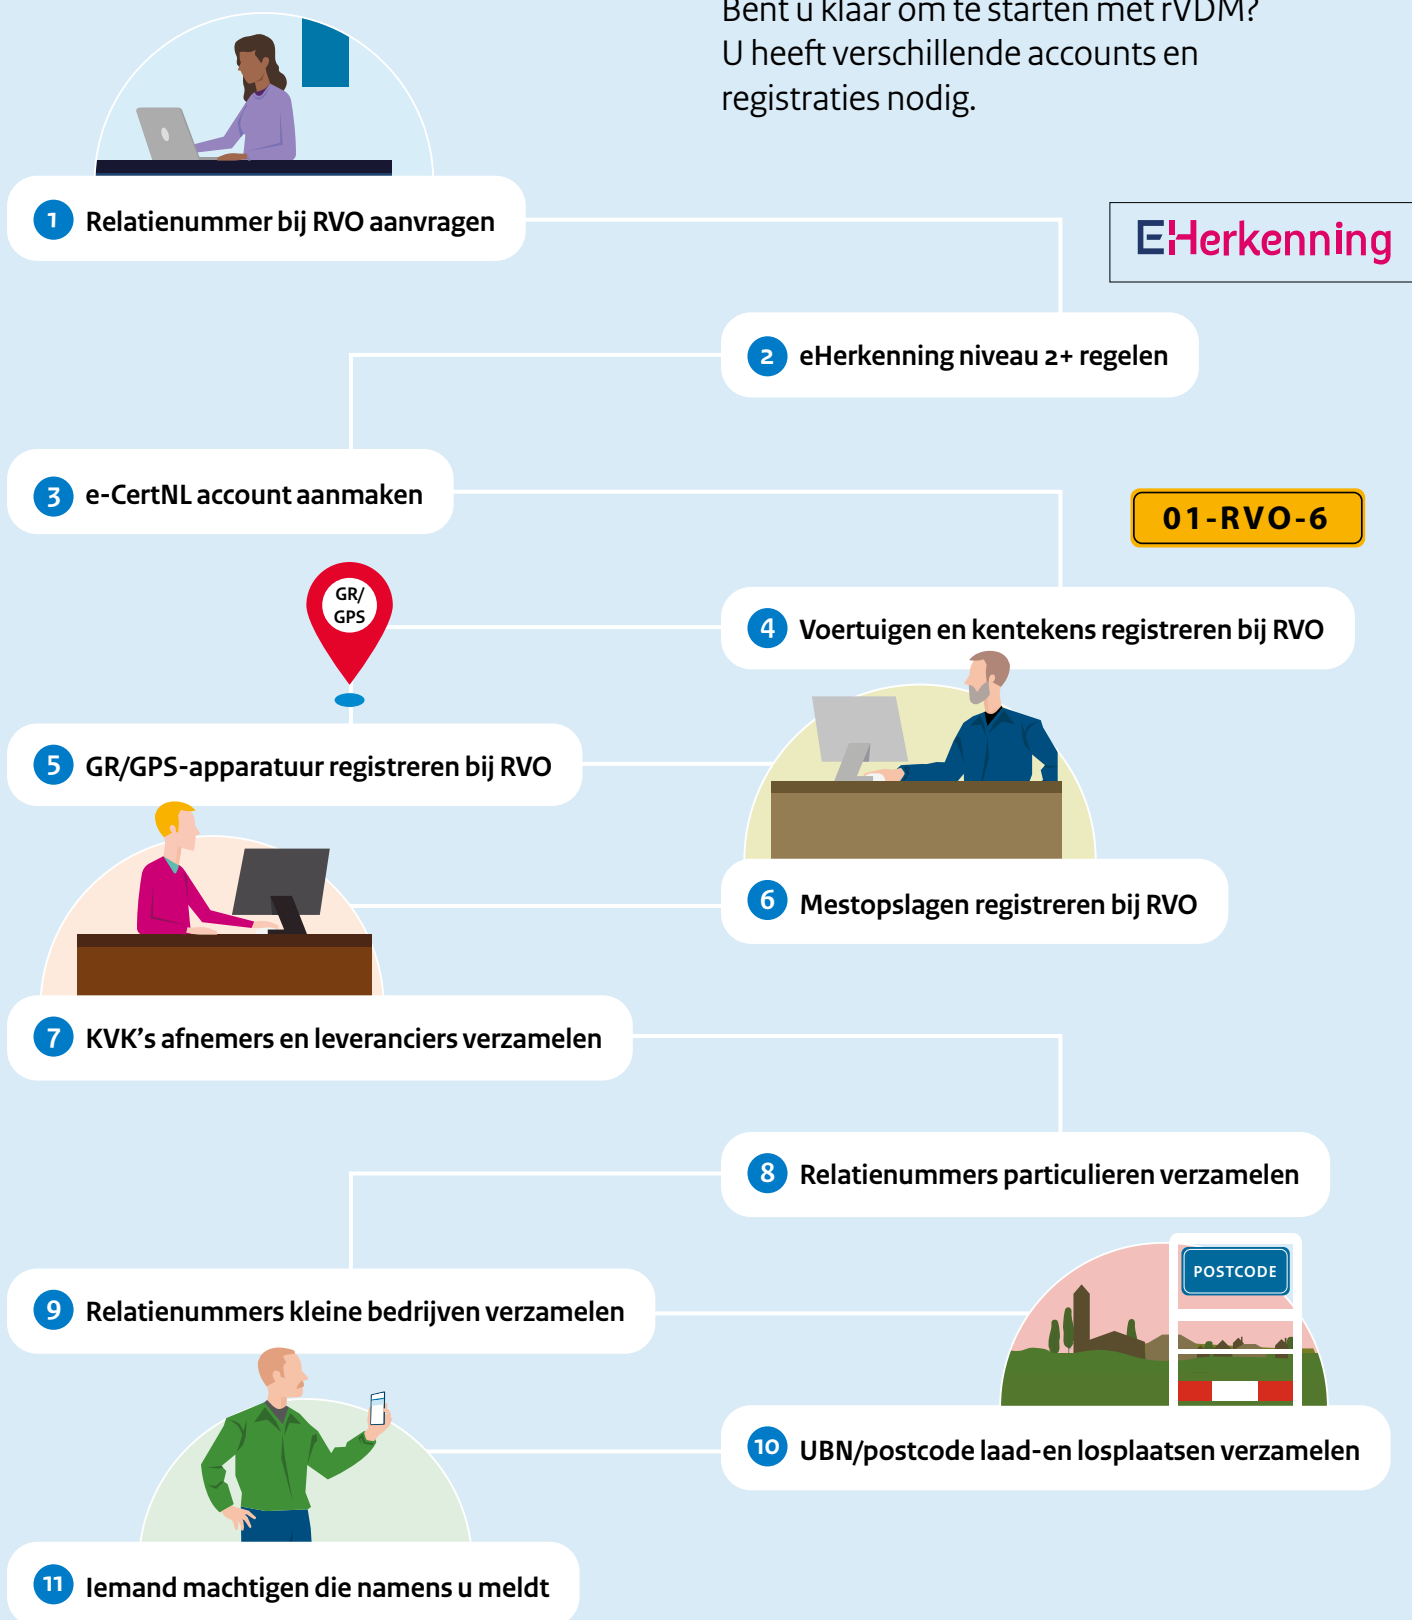 Bent u klaar om te starten met rVDM?
U heeft verschillende accounts en
registraties nodig.
1 Relatienummer bij RVO aanvragen
EHerkenning
2 eHerkenning niveau 2+ regelen
3 e-CertNL account aanmaken
01-RVO-6
GR/
GPS
4 Voertuigen en kentekens registreren bij RVO
5 GR/GPS-apparatuur registreren bij RVO
6 Mestopslagen registreren bij RVO
7 KVK's afnemers en leveranciers verzamelen
8 Relatienummers particulieren verzamelen
POSTCODE
9 Relatienummers kleine bedrijven verzamelen
10 UBN/postcode laad-en losplaatsen verzamelen
11 Iemand machtigen die namens u meldt